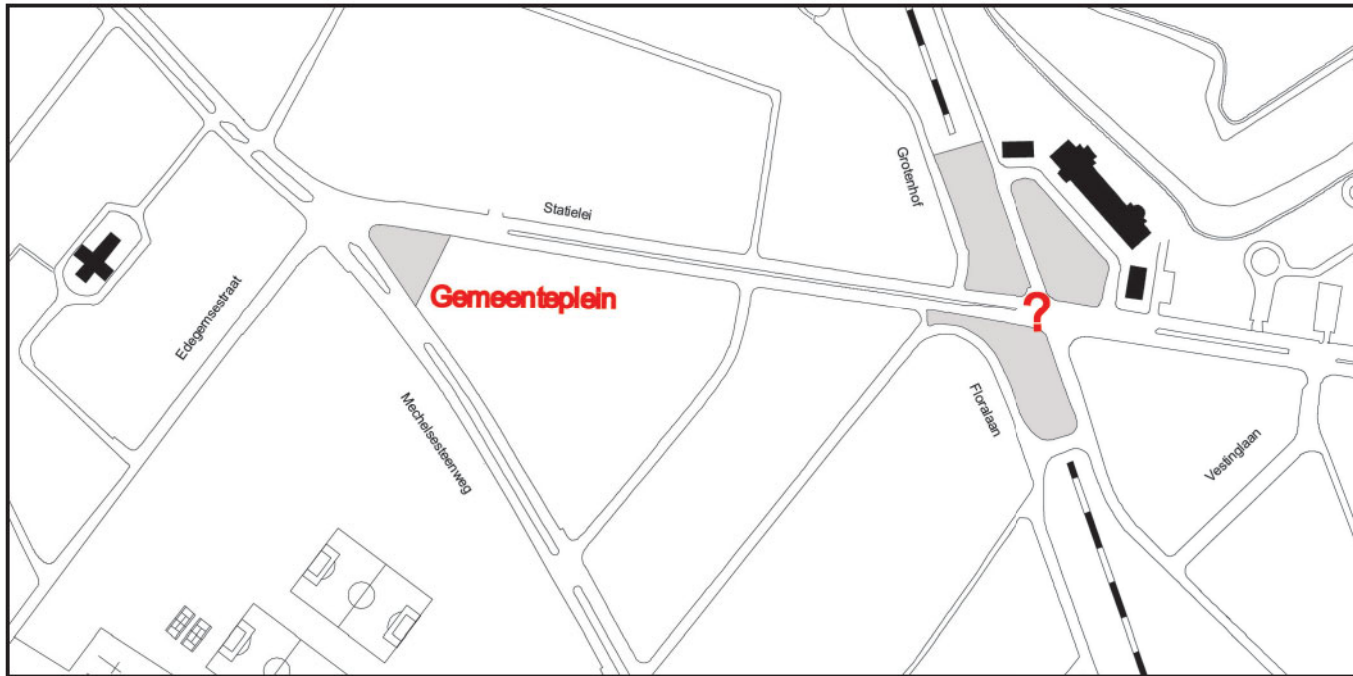 Grotenhof
Statielei
Gemeenteplein
?
Edegemsestraat
Mechelsesteenweg
Floralaan
Vestinglaan